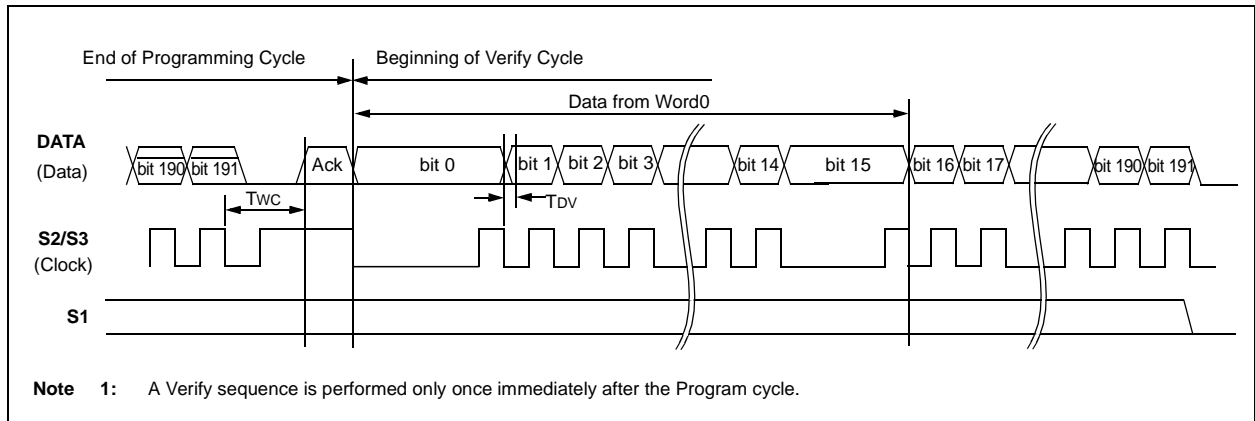 End of Programming Cycle Beginning of Verify Cycle
Data from Word0
DATA
(Data)
bit 190 bit 191 Ack bit 0 bit 1 bit 2 bit 3 bit 14 bit 15 bit 16 bit 17 bit 190 bit 191
TWC
TDV
S2/S3
(Clock)
S1
Note 1: A Verify sequence is performed only once immediately after the Program cycle.